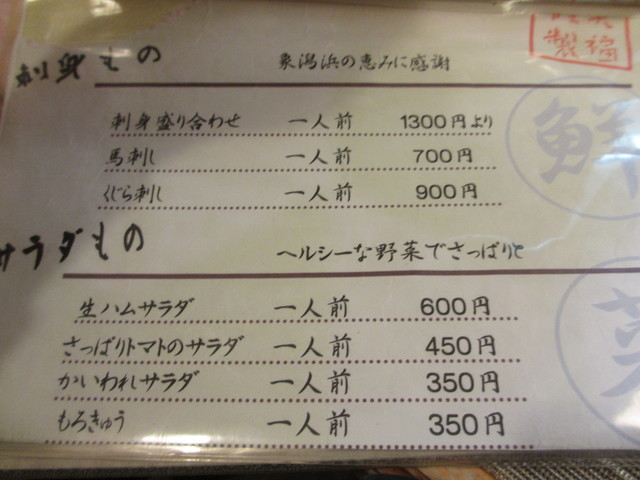 刺身もの
象潟浜の恵みに感謝
刺身盛り合わせ 一人前 1300円より
馬刺し 一人前 700円
くじら刺し 一人前 900円
鮮
サラダもの
ヘルシーな野菜でさっぱりと
生ハムサラダ 一人前 600円
さっぱりトマトのサラダ 一人前 450円
かいわれサラダ 一人前 350円
もろきゅう 一人前 350円
菜